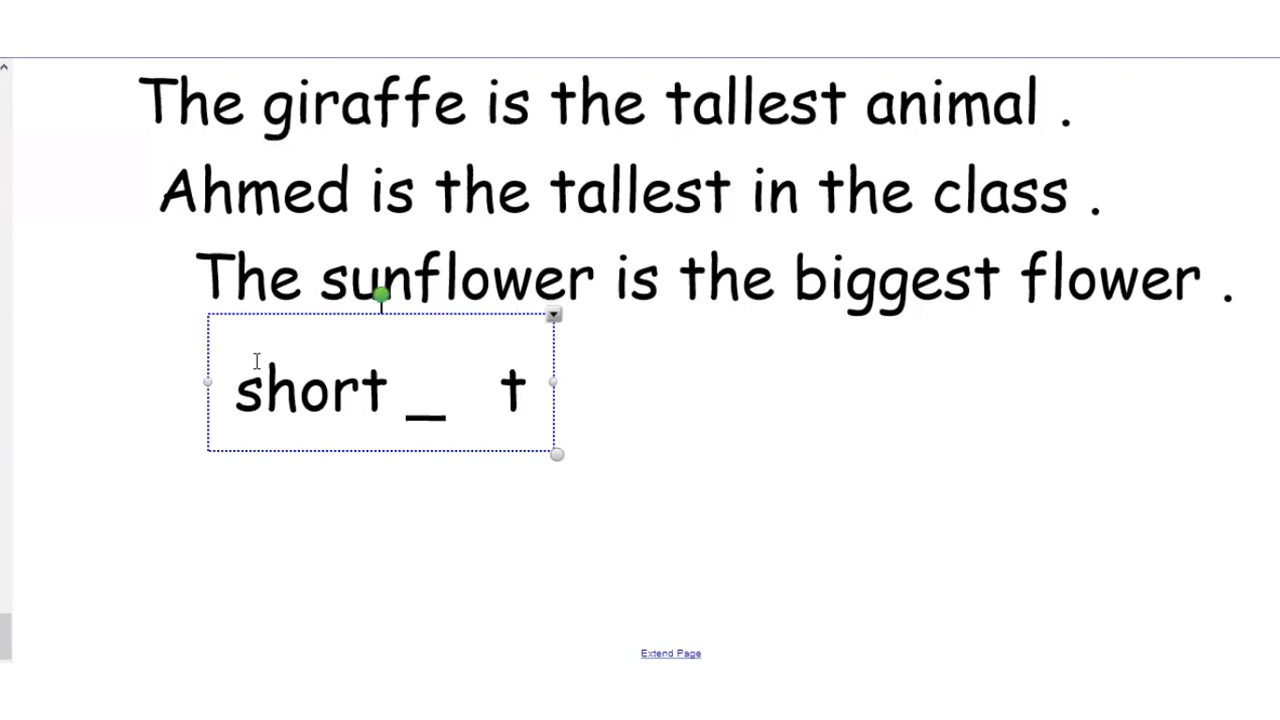 The giraffe is the tallest animal .
Ahmed is the tallest in the class .
The sunflower is the biggest flower .
short _ t
Extend Page